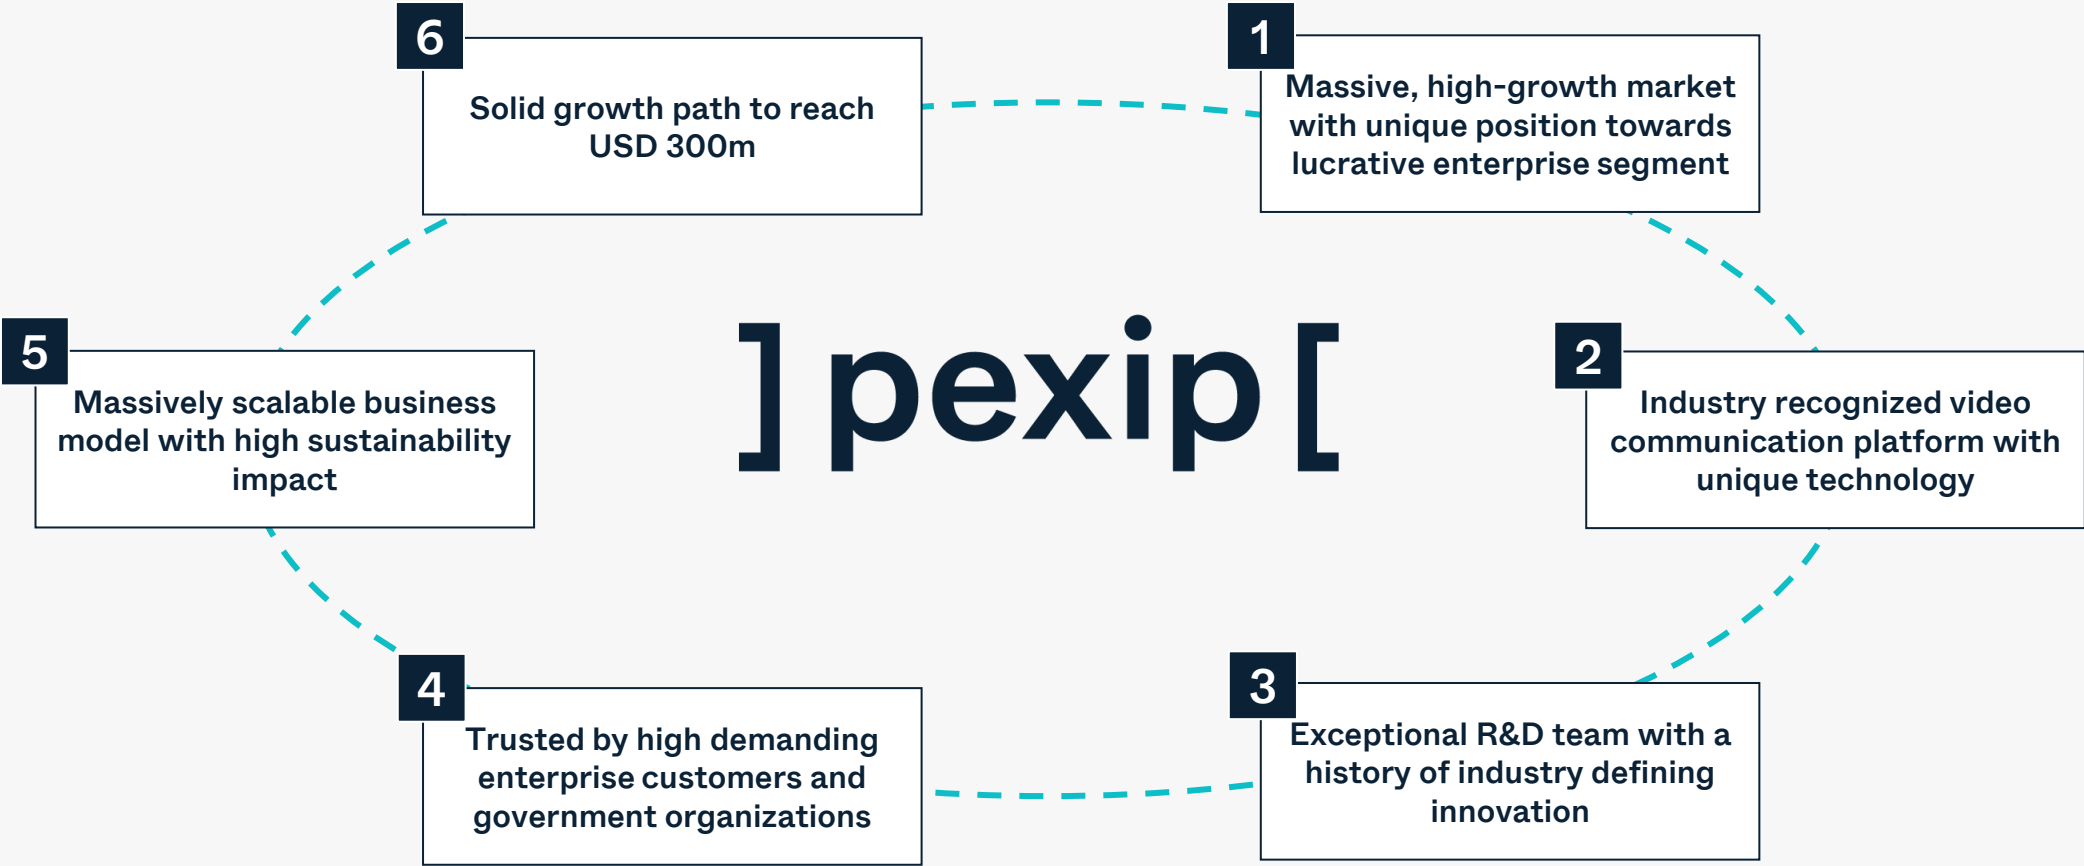 6
Solid growth path to reach
USD 300m
1
Massive, high-growth market
with unique position towards
lucrative enterprise segment
5
Massively scalable business
model with high sustainability
impact
]pexip[
2
Industry recognized video
communication platform with
unique technology
4
Trusted by high demanding
enterprise customers and
government organizations
3
Exceptional R&D team with a
history of industry defining
innovation